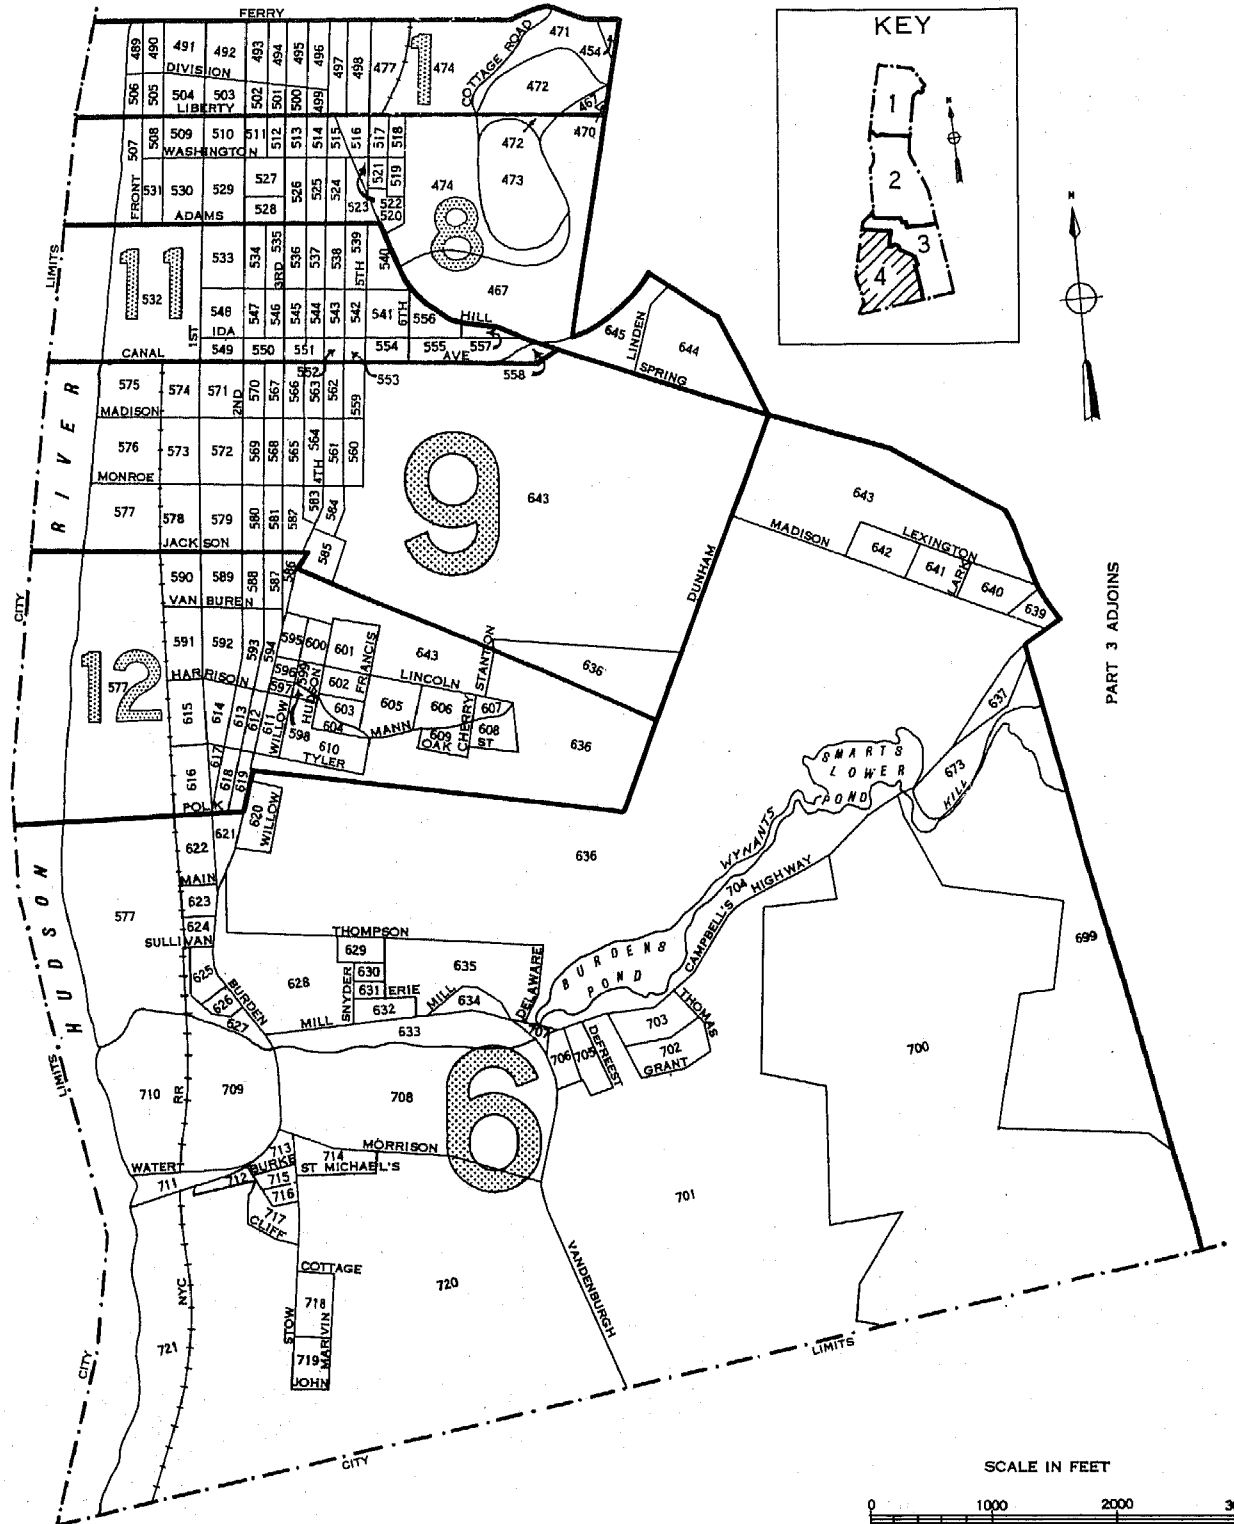 FERRY
489 490 491 492 493 494 495 496 497 498 477 474 471 454
COTTAGE ROAD
1
DIVISION
472
506 505 504 503 502 501 500 499
467
LIBERTY
470
507 508 509 510 511 512 513 514 515 516 517 518
472
WASHINGTON
473
FRONT 531 530 529 527 526 525 524 521 519 474
528 523 522
520
ADAMS
8
LIMITS
11
533 534 535 536 537 538 539 540
3RD
5TH
532
467
1ST
548 547 546 545 544 543 542 541 6TH 556 HILL
IDA
549 550 551 554 555 557
CANAL AVE
552 553 558
645 LINDEN 644
SPRING
KEY
1
2
3
4
N
N
575 574 571 2ND 570 567 566 563 562 559
MADISON
576 573 572 569 568 565 564 561 560
4TH
MONROE
577 578 579 580 581 582 583 584
JACKSON
585
9
643
RIVER
DUNHAM
643
MADISON
LEXINGTON
642
641
LARK
640
639
PART 3 ADJOINS
590 589 588 587 586
VAN BUREN
CITY
591 592 593 594 595 600 601 FRANCIS 643 STANTON
12
577
HARRISON
596 599 602 LINCOLN 636
597 HUDSON
615 614 613 612 611 WILLOW 603 605 606 607
598 604 MANN CHERRY
610 609 608 636
OAK ST
TYLER
616 617 618 619
POLK
620 WILLOW
637
SMARTS
LOWER
POND
673
KILL
622 621
636
WYNANTS
704
CAMPBELL'S HIGHWAY
MAIN
623
577
624
SULLIVAN
THOMPSON
629
699
HUDSON
625 626 627
BURDEN
628
SNYDER
630
631 ERIE
632
635
MILL 634
DELAWARE
BURDENS
POND
MILL 633
707
706 705 DEFREEST
703
THOMAS
702
GRANT
700
LIMITS
710 RR 709 708
6
MORRISON
713
714
WATER
BURKE
ST MICHAEL'S
711 712 715
716
717
CLIFF
701
COTTAGE
720
VANDENBURGH
NYC
STOW 718 MARVIN
719
JOHN
721
CITY
LIMITS
CITY
SCALE IN FEET
0 1000 2000